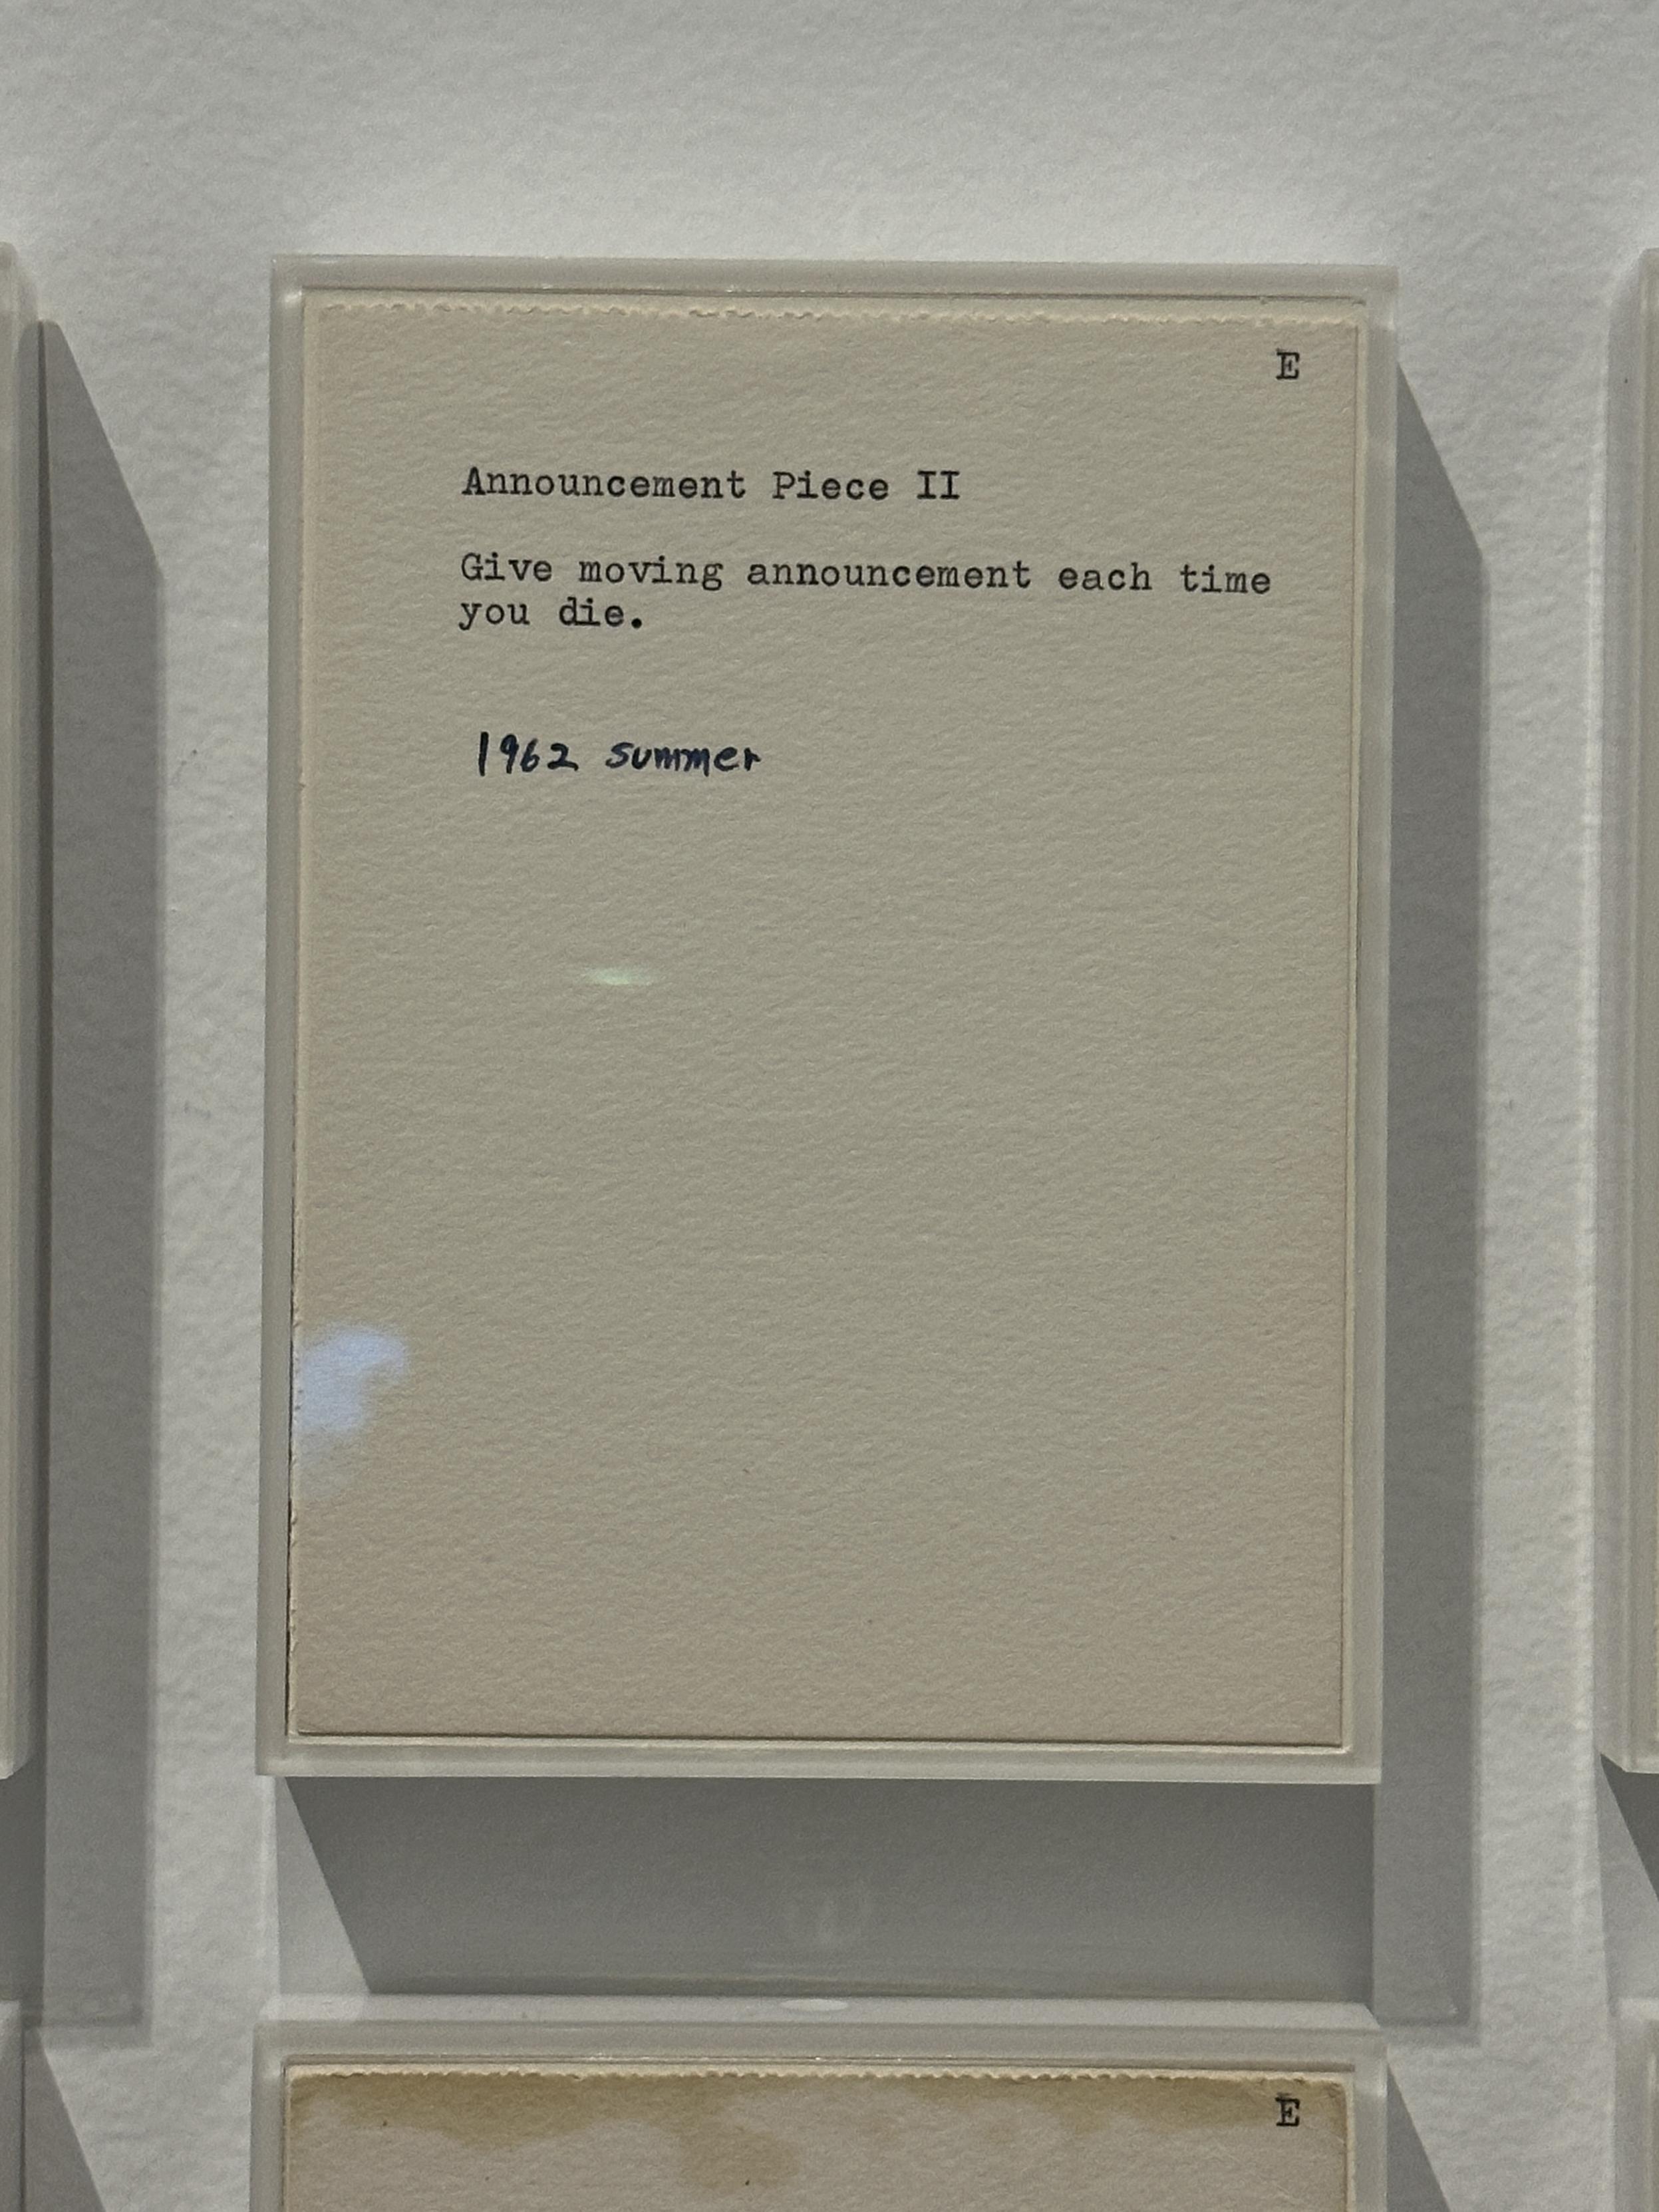 E
Announcement Piece II
Give moving announcement each time
you die.
1962 summer
E